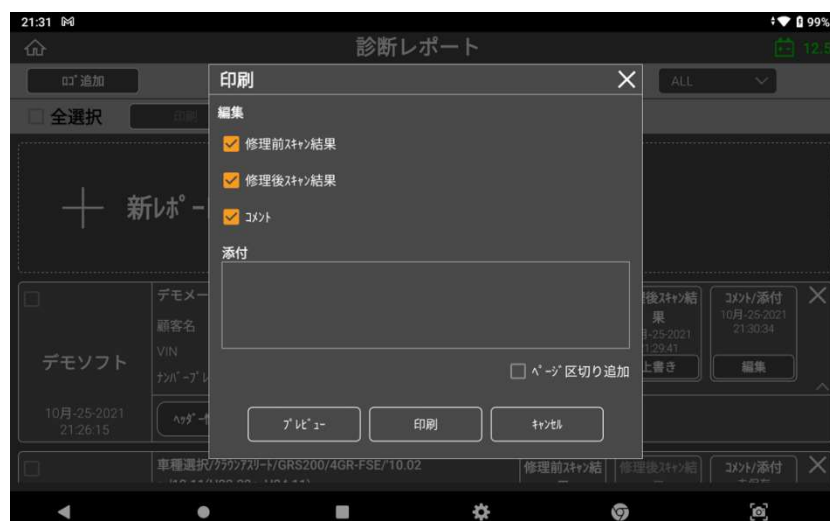 21:31 99%
診断レポート 12.5
ﾛｺﾞ追加 ALL
全選択 印刷
新ﾚﾎﾟｰ
印刷
編集
修理前ｽｷｬﾝ結果
修理後ｽｷｬﾝ結果
ｺﾒﾝﾄ
添付
ﾍﾟｰｼﾞ区切り追加
ﾌﾟﾚﾋﾞｭｰ 印刷 ｷｬﾝｾﾙ
デモソフト
10月-25-2021
21:26:15
デモメー
顧客名
VIN
ﾅﾝﾊﾞｰﾌﾟﾚ
ﾍｯﾀﾞｰ
後ｽｷｬﾝ結
果
-25-2021
21:29:41
上書き
ｺﾒﾝﾄ/添付
10月-25-2021
21:30:34
編集
車種選択/ｸﾗｳﾝｱｽﾘｰﾄ/GRS200/4GR-FSE/'10.02
修理前ｽｷｬﾝ結
修理後ｽｷｬﾝ結
ｺﾒﾝﾄ/添付